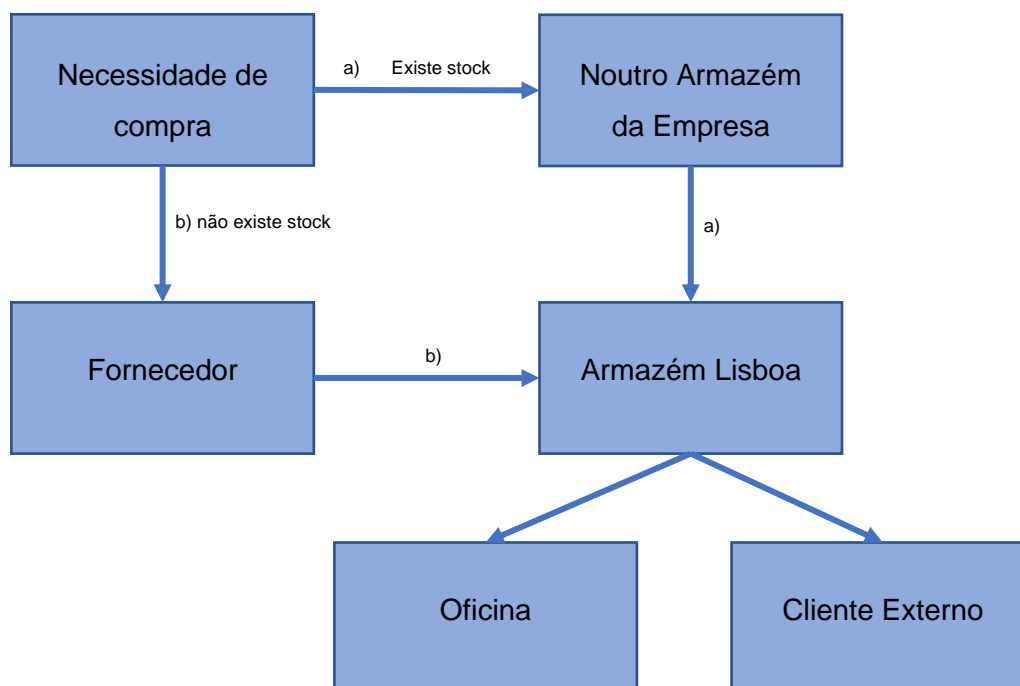 Necessidade de
compra
a) Existe stock
Noutro Armazém
da Empresa
b) não existe stock
a)
Fornecedor
b)
Armazém Lisboa
Oficina
Cliente Externo